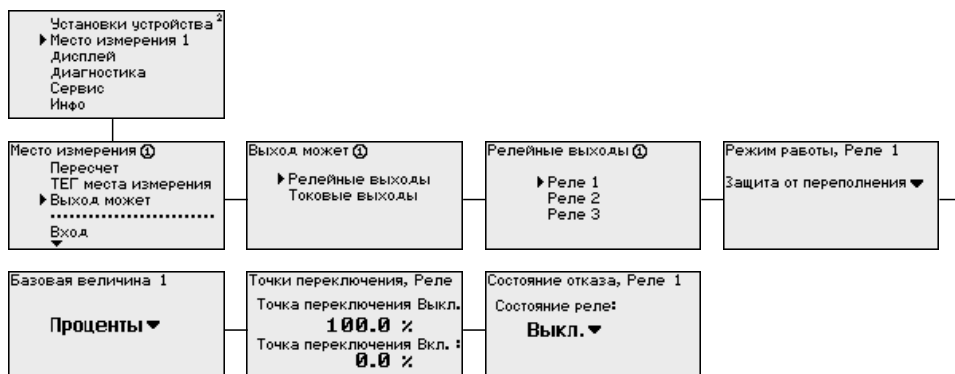 Установки устройства 2
Место измерения 1
Дисплей
Диагностика
Сервис
Инфо
Место измерения ①
Пересчет
ТЕГ места измерения
Выход может
Вход
Выход может ①
Релейные выходы
Токовые выходы
Релейные выходы ①
Реле 1
Реле 2
Реле 3
Режим работы, Реле 1
Защита от переполнения
Базовая величина 1
Проценты
Точки переключения, Реле
Точка переключения Выкл.
100.0 %
Точка переключения Вкл. :
0.0 %
Состояние отказа, Реле 1
Состояние реле:
Выкл.